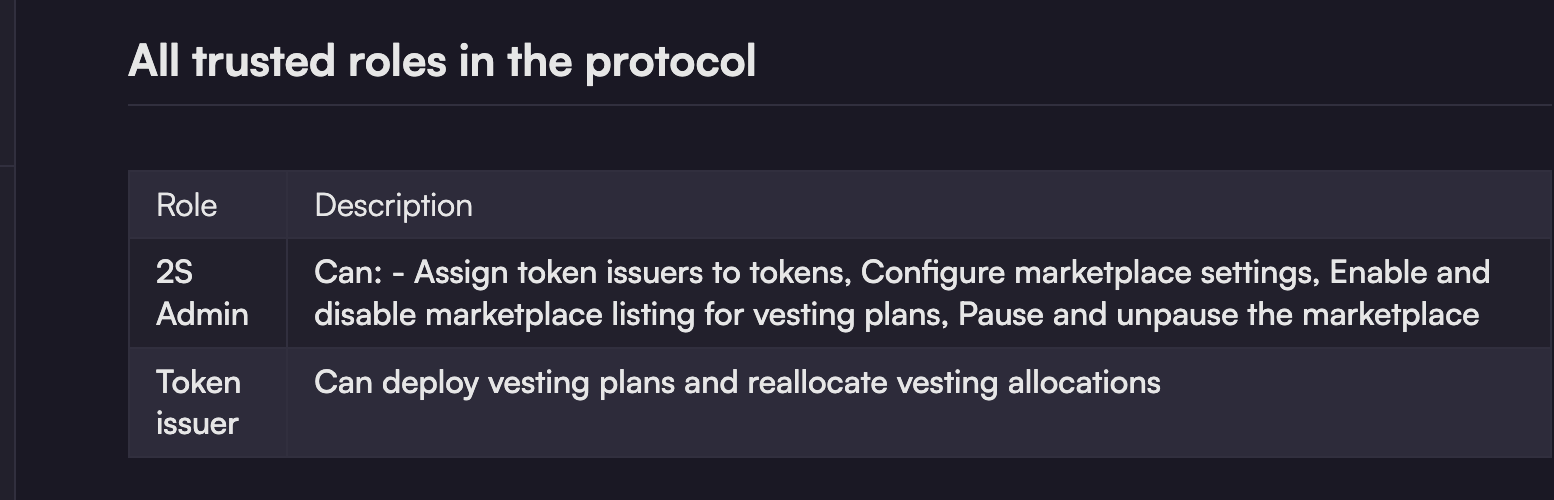 All trusted roles in the protocol
Role
Description
2S
Admin
Can: - Assign token issuers to tokens, Configure marketplace settings, Enable and
disable marketplace listing for vesting plans, Pause and unpause the marketplace
Token
issuer
Can deploy vesting plans and reallocate vesting allocations